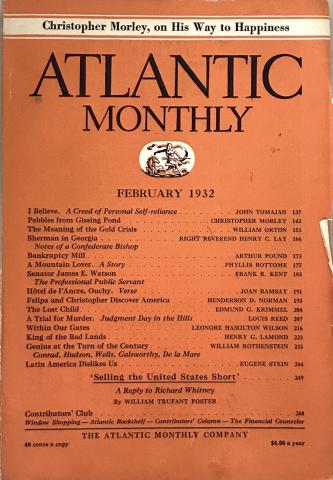 Christopher Morley, on His Way to Happiness
ATLANTIC
MONTHLY
FEBRUARY 1932
I Believe. A Creed of Personal Self-reliance JOHN TOMAJAN 137
Pebbles from Gissing Pond CHRISTOPHER MORLEY 143
The Meaning of the Gold Crisis WILLIAM ORTON 153
Sherman in Georgia RIGHT REVEREND HENRY C. LAY 166
Notes of a Confederate Bishop
Bankruptcy Mill ARTHUR POUND 173
A Mountain Lover. A Story PHYLLIS BOTTOME 177
Senator James E. Watson FRANK R. KENT 185
The Professional Public Servant
Hôtel de l'Ancre, Ouchy. Verse JOAN RAMSAY 191
Felipa and Christopher Discover America HENDERSON D. NORMAN 193
The Lost Child EDMUND G. KRIMMEL 204
A Trial for Murder. Judgment Day in the Hills LOUIS REED 207
Within Our Gates LEONORE HAMILTON WILSON 216
King of the Bad Lands HENRY G. LAMOND 223
Genius at the Turn of the Century WILLIAM ROTHENSTEIN 233
Conrad, Hudson, Wells, Galsworthy, De la Mare
Latin America Dislikes Us EUGENE STEIN 244
'Selling the United States Short' 249
A Reply to Richard Whitney
By WILLIAM TRUFANT FOSTER
Contributors' Club 260
Window Shopping — Atlantic Bookshelf — Contributors' Column — The Financial Counselor
THE ATLANTIC MONTHLY COMPANY
40 cents a copy $4.00 a year